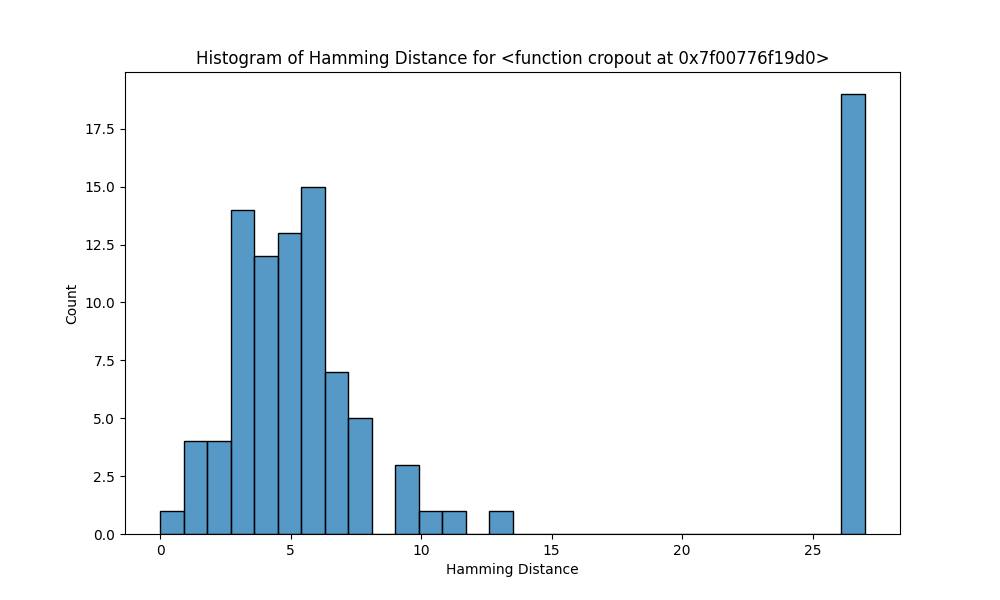 Histogram of Hamming Distance for <function cropout at 0x7f00776f19d0>
17.5
15.0
12.5
10.0
7.5
5.0
2.5
0.0
Count
0 5 10 15 20 25
Hamming Distance